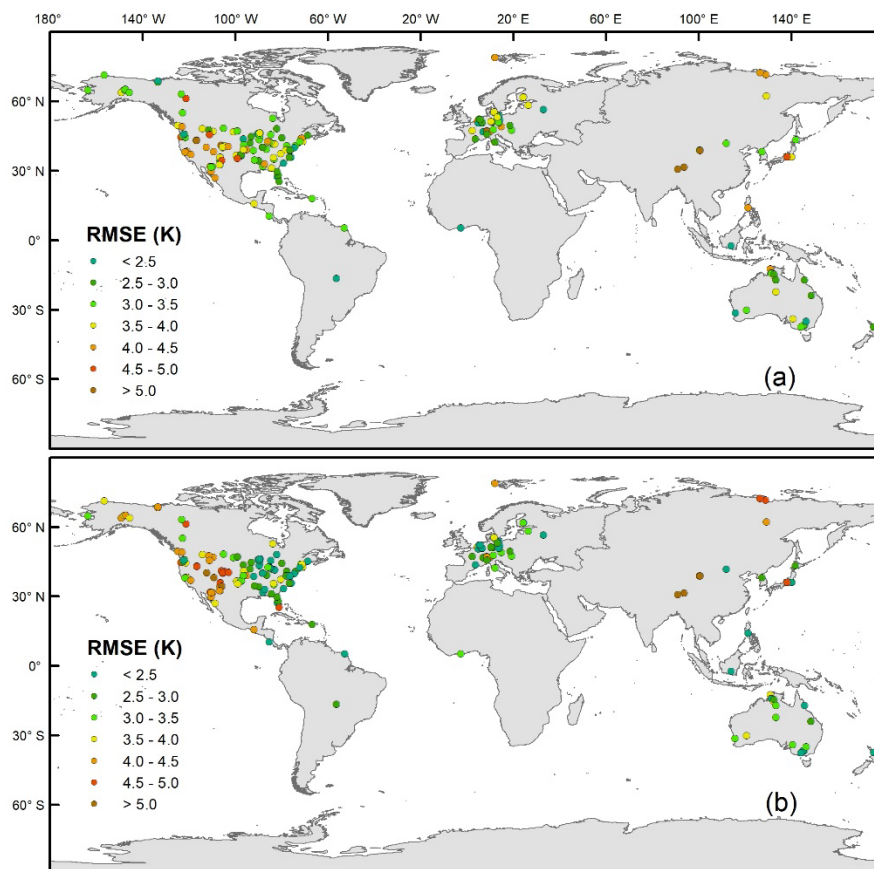 180° 140° W 100° W 60° W 20° W 20° E 60° E 100° E 140° E
60° N
30° N
0°
30° S
60° S
RMSE (K)
< 2.5
2.5 - 3.0
3.0 - 3.5
3.5 - 4.0
4.0 - 4.5
4.5 - 5.0
> 5.0
(a)
60° N
30° N
0°
30° S
60° S
RMSE (K)
< 2.5
2.5 - 3.0
3.0 - 3.5
3.5 - 4.0
4.0 - 4.5
4.5 - 5.0
> 5.0
(b)